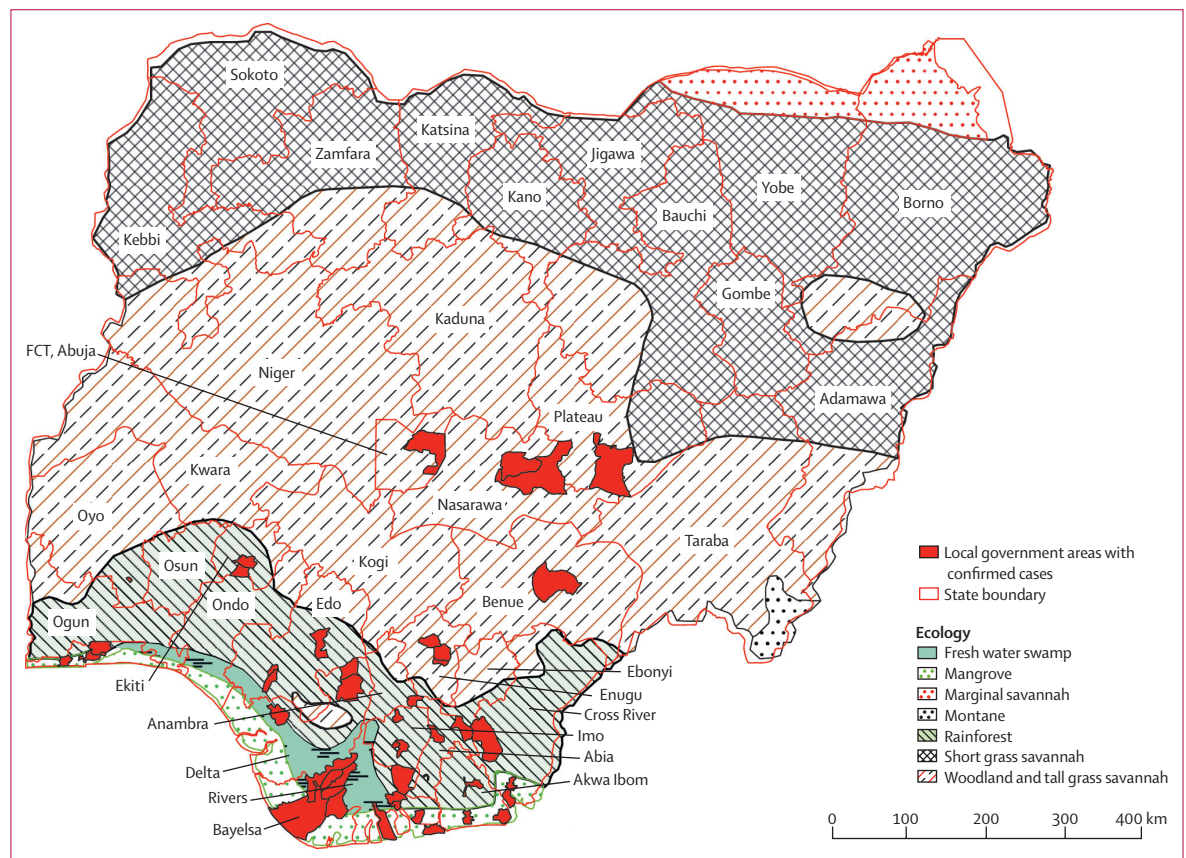 Sokoto
Katsina
Zamfara
Jigawa
Kano
Yobe
Borno
Bauchi
Kebbi
Gombe
Kaduna
FCT, Abuja
Niger
Adamawa
Plateau
Kwara
Nasarawa
Oyo
Taraba
Osun
Kogi
Ondo
Edo
Benue
Ogun
Ekiti
Ebonyi
Enugu
Anambra
Cross River
Imo
Abia
Delta
Akwa Ibom
Rivers
Bayelsa
Local government areas with
confirmed cases
State boundary
Ecology
Fresh water swamp
Mangrove
Marginal savannah
Montane
Rainforest
Short grass savannah
Woodland and tall grass savannah
0 100 200 300 400 km